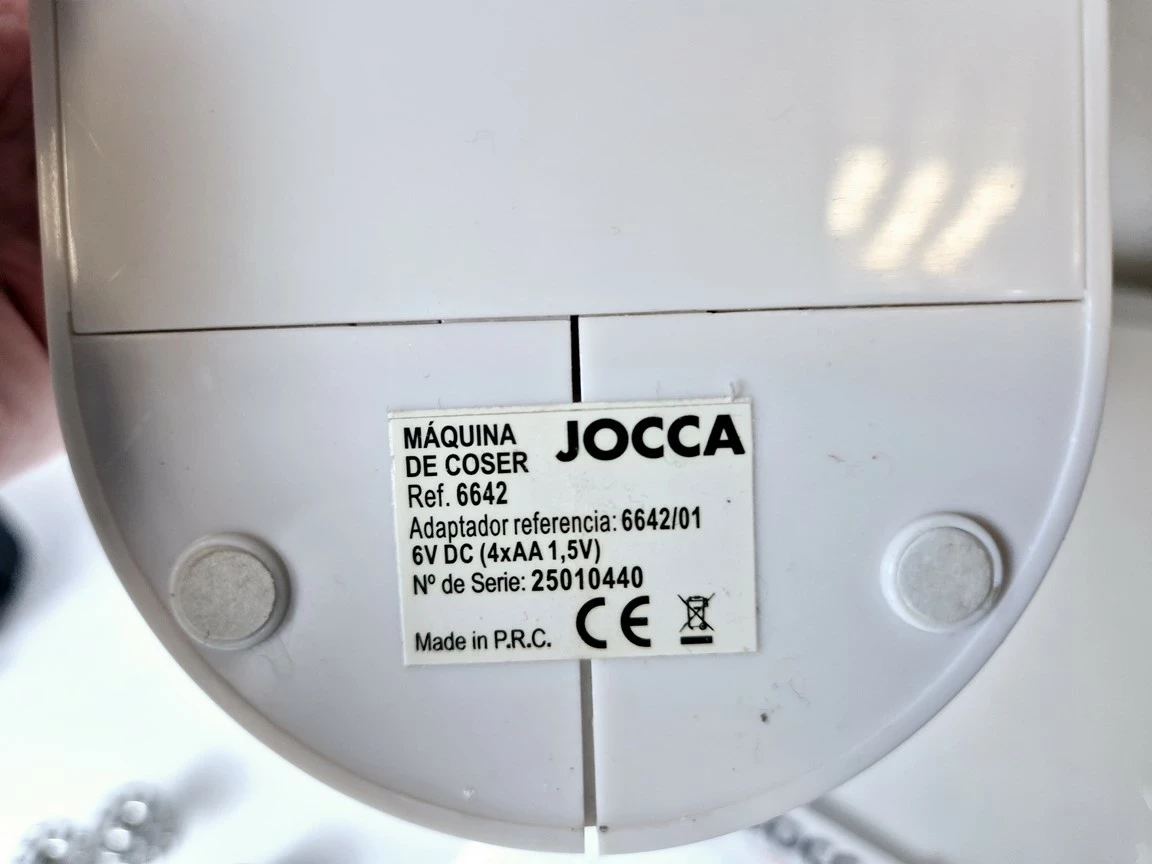 MÁQUINA
DE COSER
JOCCA
Ref. 6642
Adaptador referencia: 6642/01
6V DC (4xAA 1,5V)
Nº de Serie: 25010440
Made in P.R.C.
CE